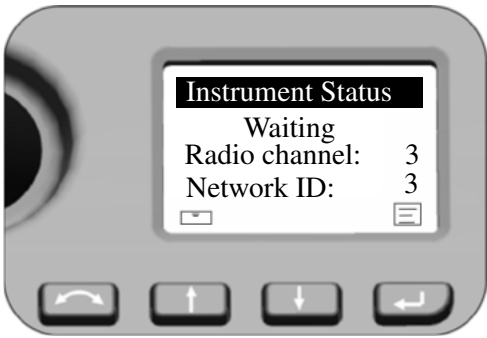 Instrument Status
Waiting
Radio channel: 3
Network ID: 3